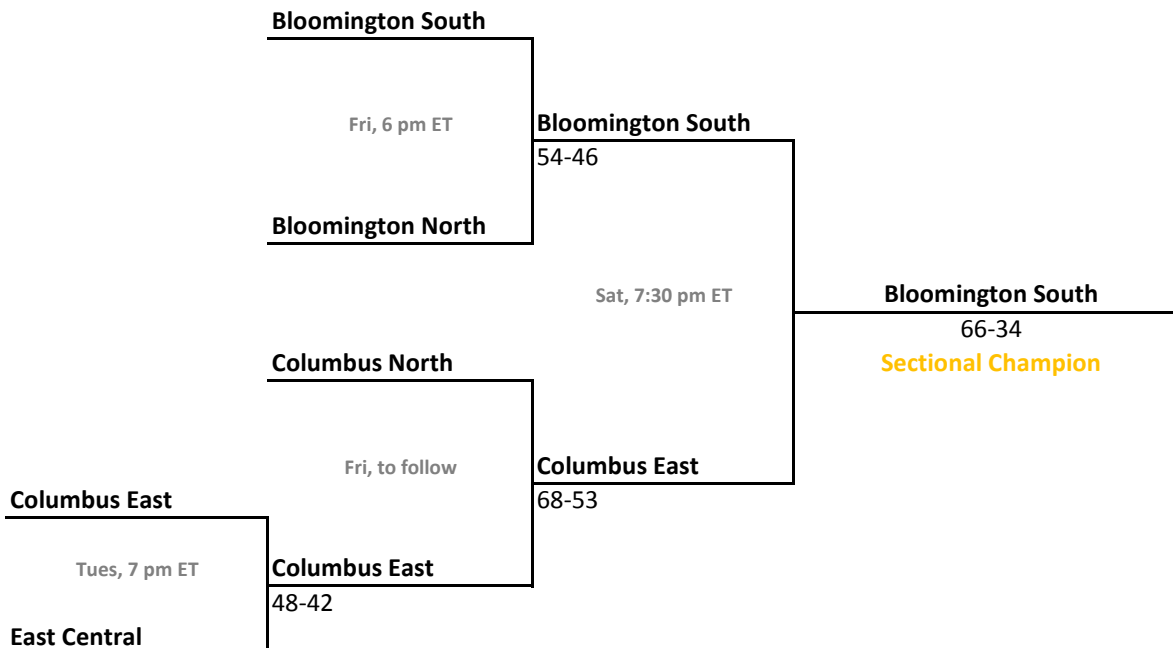 Bloomington South
Fri, 6 pm ET
Bloomington South
54-46
Bloomington North
Sat, 7:30 pm ET
Bloomington South
66-34
Sectional Champion
Columbus North
Fri, to follow
Columbus East
68-53
Columbus East
Tues, 7 pm ET
Columbus East
48-42
East Central